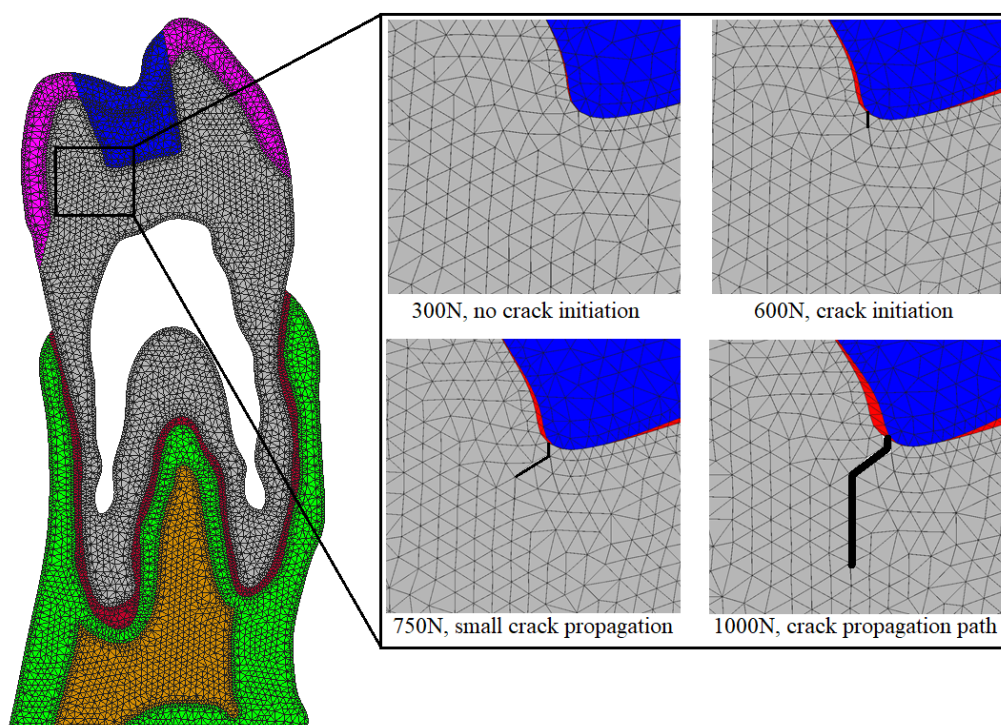 300N, no crack initiation
600N, crack initiation
750N, small crack propagation
1000N, crack propagation path